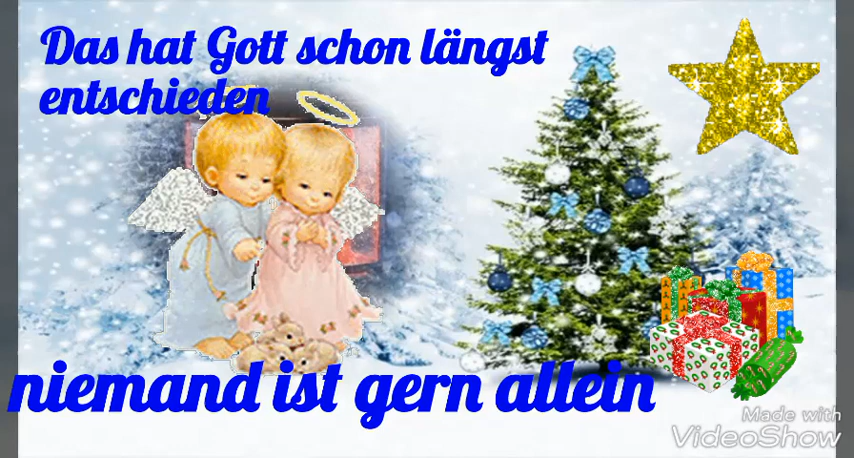 Das hat Gott schon längst
entschieden
niemand ist gern allein
Made with
VideoShow